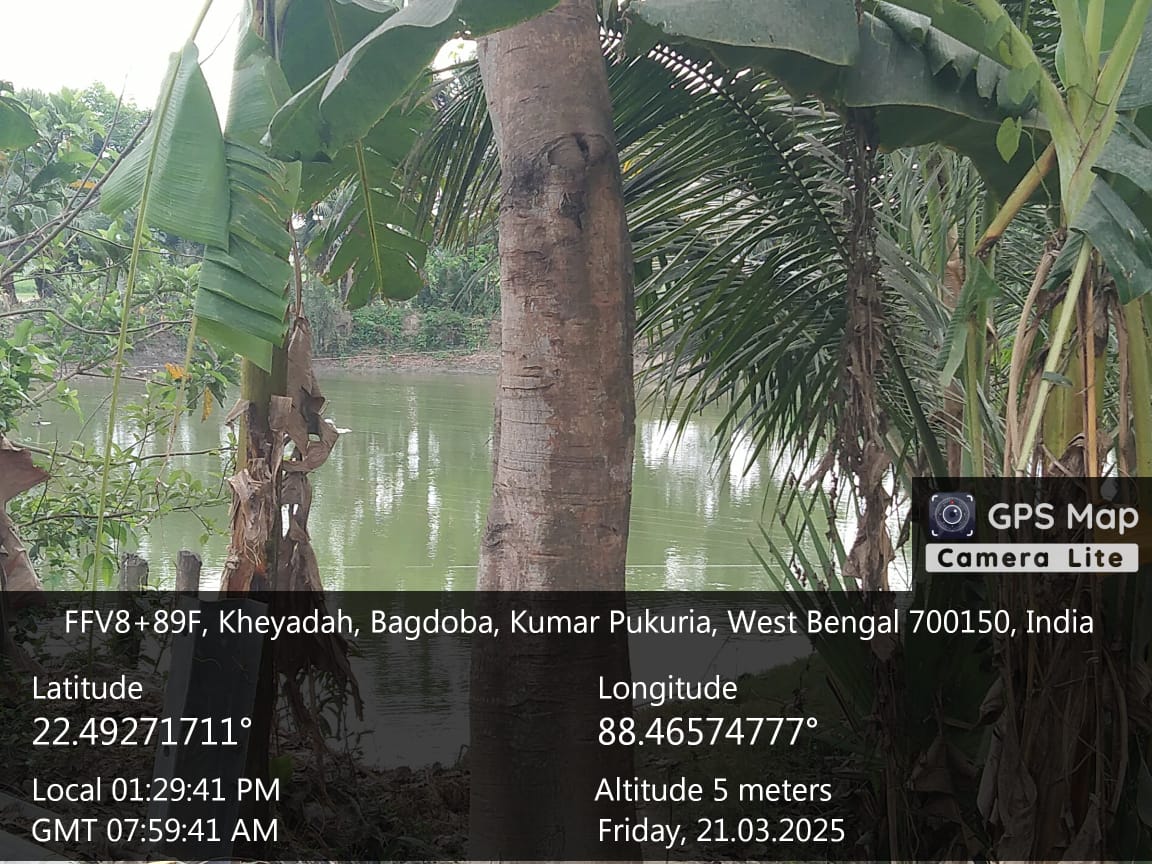 GPS Map
Camera Lite
FFV8+89F, Kheyadah, Bagdoba, Kumar Pukuria, West Bengal 700150, India
Latitude
22.49271711°
Longitude
88.46574777°
Local 01:29:41 PM
GMT 07:59:41 AM
Altitude 5 meters
Friday, 21.03.2025